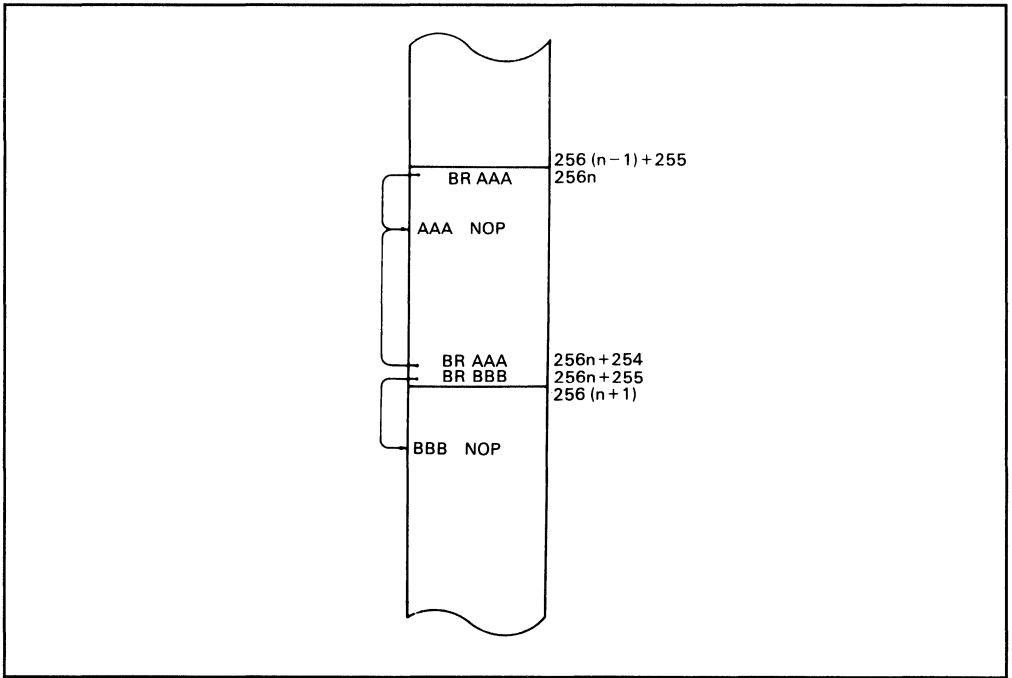 256 (n−1)+255
BR AAA 256n
AAA NOP
BR AAA 256n+254
BR BBB 256n+255
256 (n+1)
BBB NOP